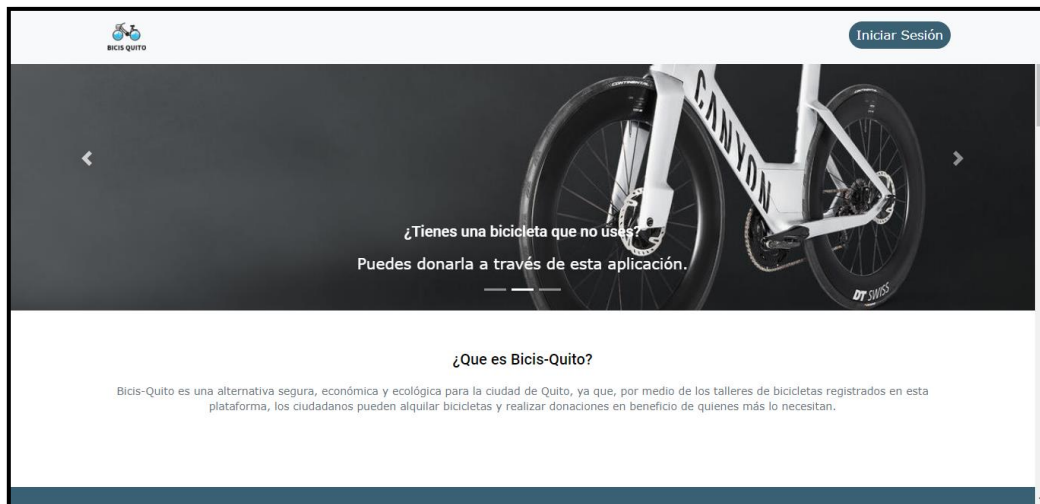 BICIS QUITO
Iniciar Sesión
CANYON
¿Tienes una bicicleta que no uses?
Puedes donarla a través de esta aplicación.
DT SWISS
¿Que es Bicis-Quito?
Bicis-Quito es una alternativa segura, económica y ecológica para la ciudad de Quito, ya que, por medio de los talleres de bicicletas registrados en esta
plataforma, los ciudadanos pueden alquilar bicicletas y realizar donaciones en beneficio de quienes más lo necesitan.